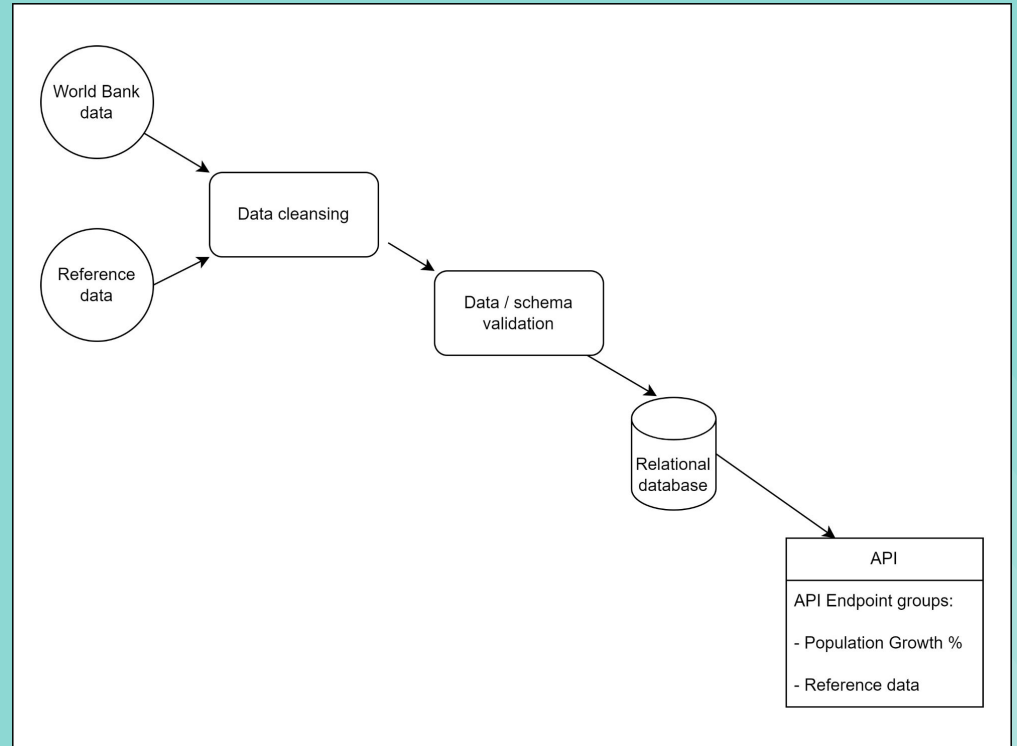 World Bank
data
Data cleansing
Reference
data
Data / schema
validation
Relational
database
API
API Endpoint groups:
- Population Growth %
- Reference data